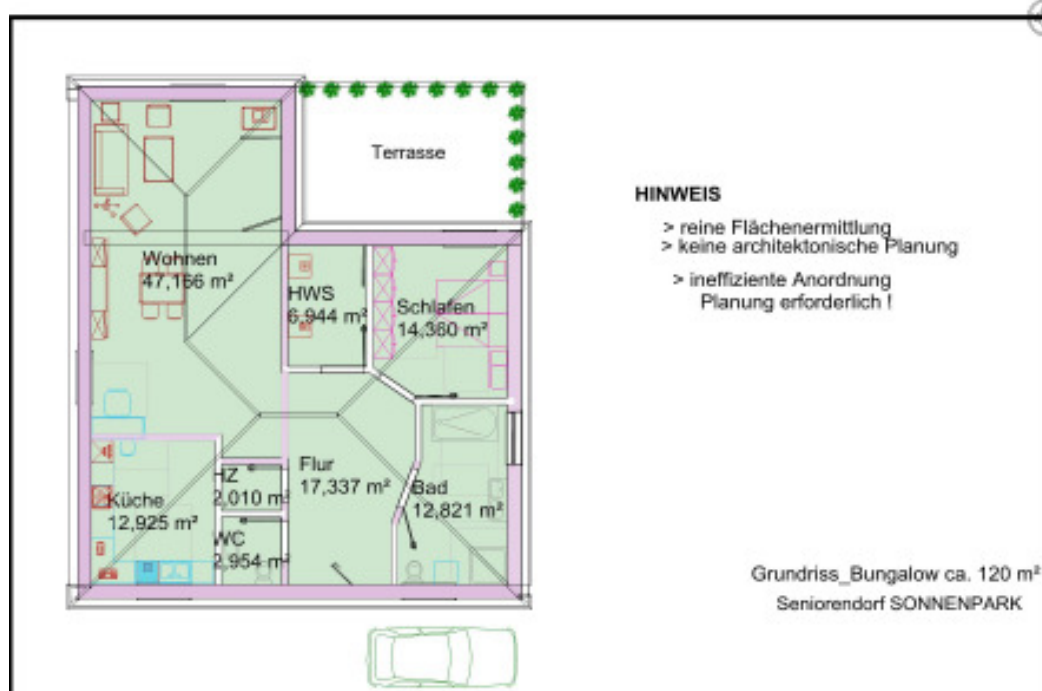 Terrasse
HINWEIS
> reine Flächenermittlung
> keine architektonische Planung
> ineffiziente Anordnung
Planung erforderlich !
Wohnen
47,166 m²
HWS
6,944 m²
Schlafen
14,360 m²
Flur
17,337 m²
HZ
2,010 m²
Bad
12,821 m²
Küche
12,925 m²
WC
2,954 m²
Grundriss_Bungalow ca. 120 m²
Seniorendorf SONNENPARK